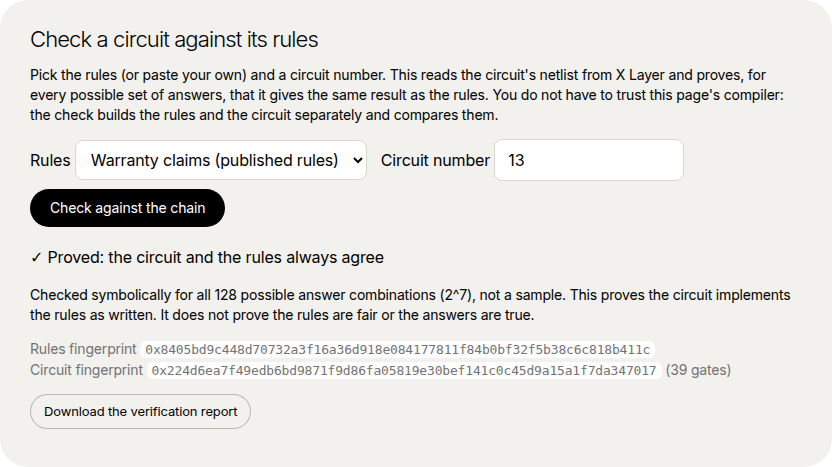 Check a circuit against its rules
Pick the rules (or paste your own) and a circuit number. This reads the circuit's netlist from X Layer and proves, for
every possible set of answers, that it gives the same result as the rules. You do not have to trust this page's compiler:
the check builds the rules and the circuit separately and compares them.
Rules Warranty claims (published rules) Circuit number 13
Check against the chain
✓ Proved: the circuit and the rules always agree
Checked symbolically for all 128 possible answer combinations (2^7), not a sample. This proves the circuit implements
the rules as written. It does not prove the rules are fair or the answers are true.
Rules fingerprint 0x8405bd9c448d70732a3f16a36d918e084177811f84b0bf32f5b38c6c818b411c
Circuit fingerprint 0x224d6ea7f49edb6bd9871f9d86fa05819e30bef141c0c45d9a15a1f7da347017 (39 gates)
Download the verification report